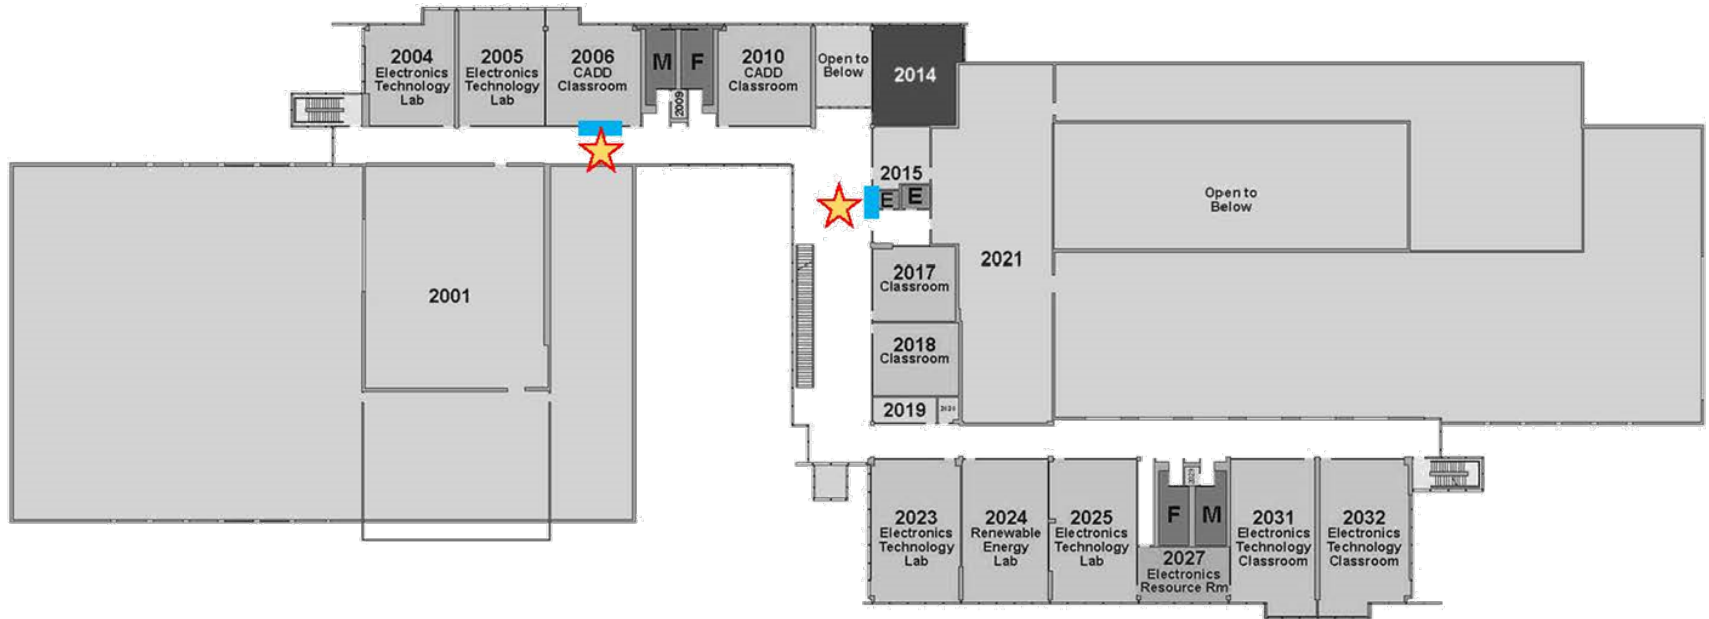 2004
Electronics
Technology
Lab
2005
Electronics
Technology
Lab
2006
CADD
Classroom
M
F
2009
2010
CADD
Classroom
Open to
Below
2014
2015
E
E
Open to
Below
2001
2021
2017
Classroom
2018
Classroom
2019
2020
2023
Electronics
Technology
Lab
2024
Renewable
Energy
Lab
2025
Electronics
Technology
Lab
F
M
2027
Electronics
Resource Rm
2031
Electronics
Technology
Classroom
2032
Electronics
Technology
Classroom